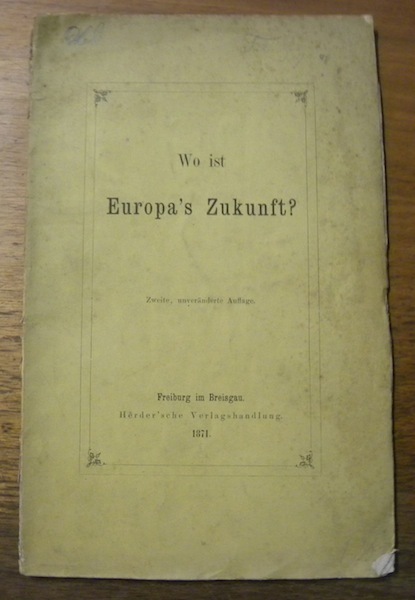 Wo ist
Europa's Zukunft?
Zweite, unveränderte Auflage.
Freiburg im Breisgau.
Herder'sche Verlagshandlung.
1871.